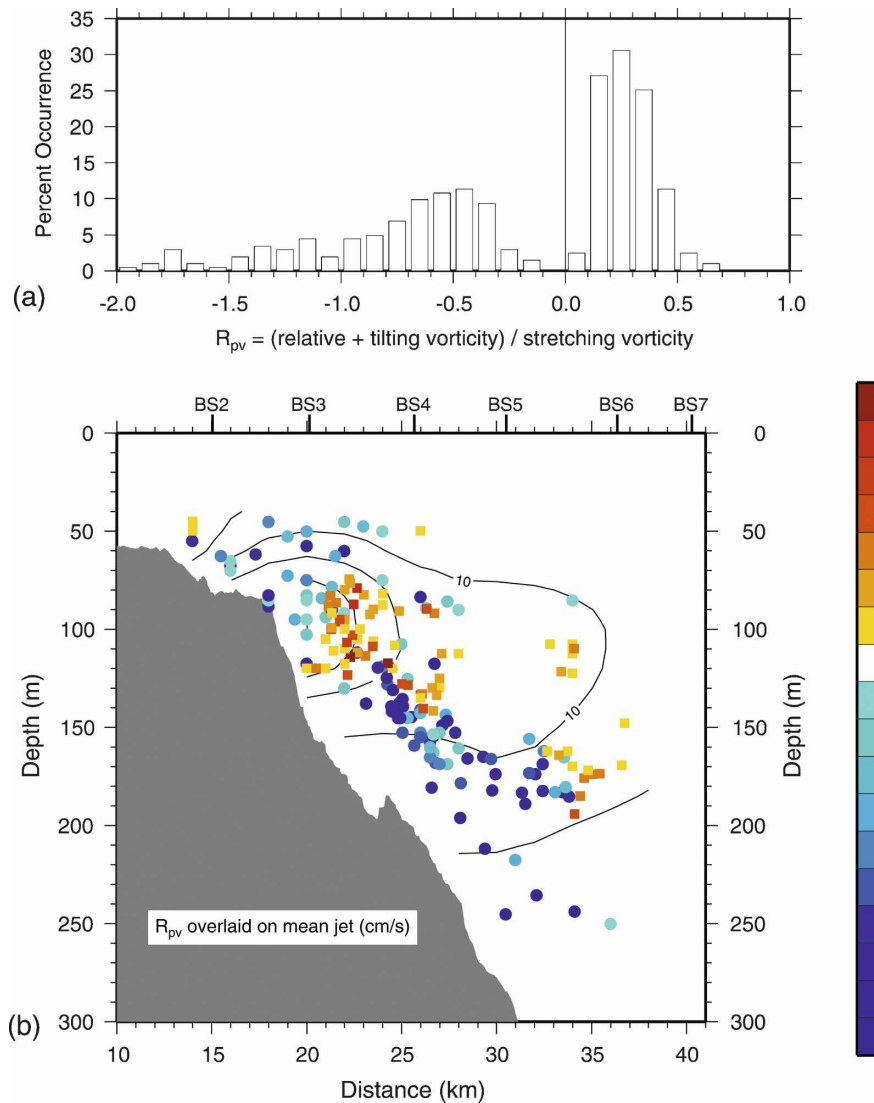 35
30
25
20
15
10
5
0
Percent Occurrence
-2.0 -1.5 -1.0 -0.5 0.0 0.5 1.0
(a)
R_pv = (relative + tilting vorticity) / stretching vorticity
BS2 BS3 BS4 BS5 BS6 BS7
0 0
50 50
10
100 100
Depth (m) Depth (m)
150 150
10
200 200
250 250
R_pv overlaid on mean jet (cm/s)
300 300
(b)
10 15 20 25 30 35 40
Distance (km)